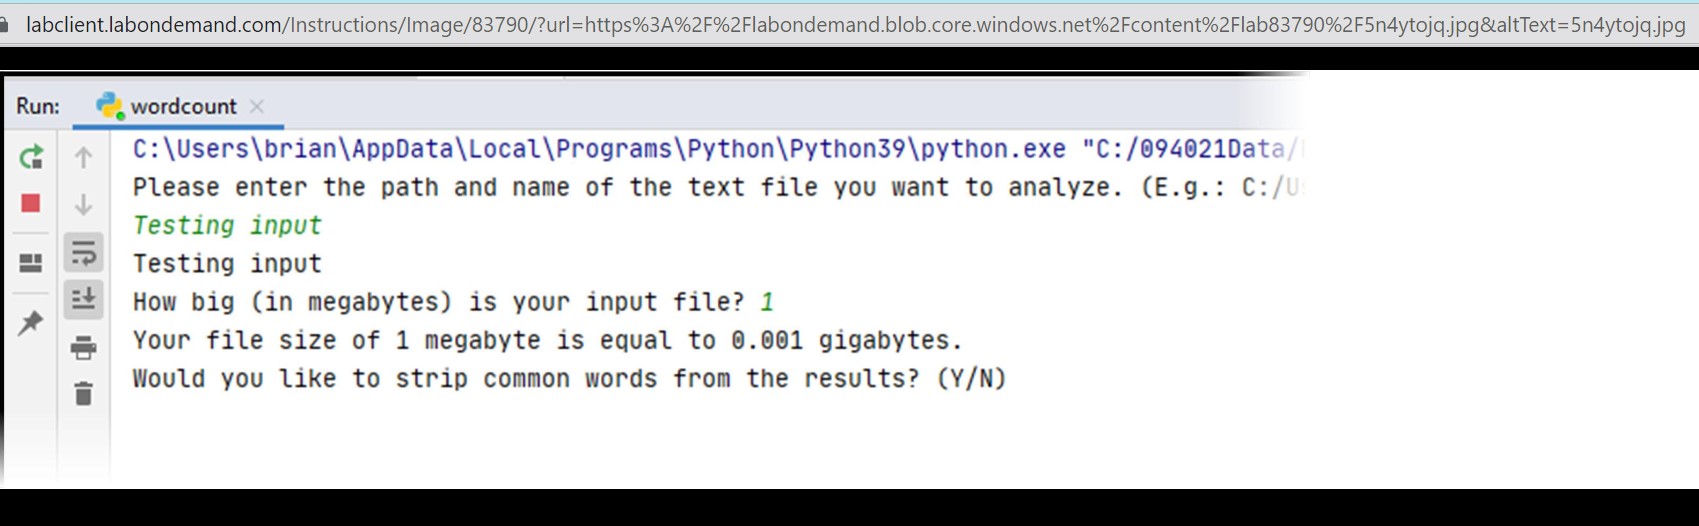 labclient.labondemand.com/Instructions/Image/83790/?url=https%3A%2F%2Flabondemand.blob.core.windows.net%2Fcontent%2Flab83790%2F5n4ytojq.jpg&altText=5n4ytojq.jpg
Run: wordcount
C:\Users\brian\AppData\Local\Programs\Python\Python39\python.exe "C:/094021Data/
Please enter the path and name of the text file you want to analyze. (E.g.: C:/Us
Testing input
Testing input
How big (in megabytes) is your input file? 1
Your file size of 1 megabyte is equal to 0.001 gigabytes.
Would you like to strip common words from the results? (Y/N)